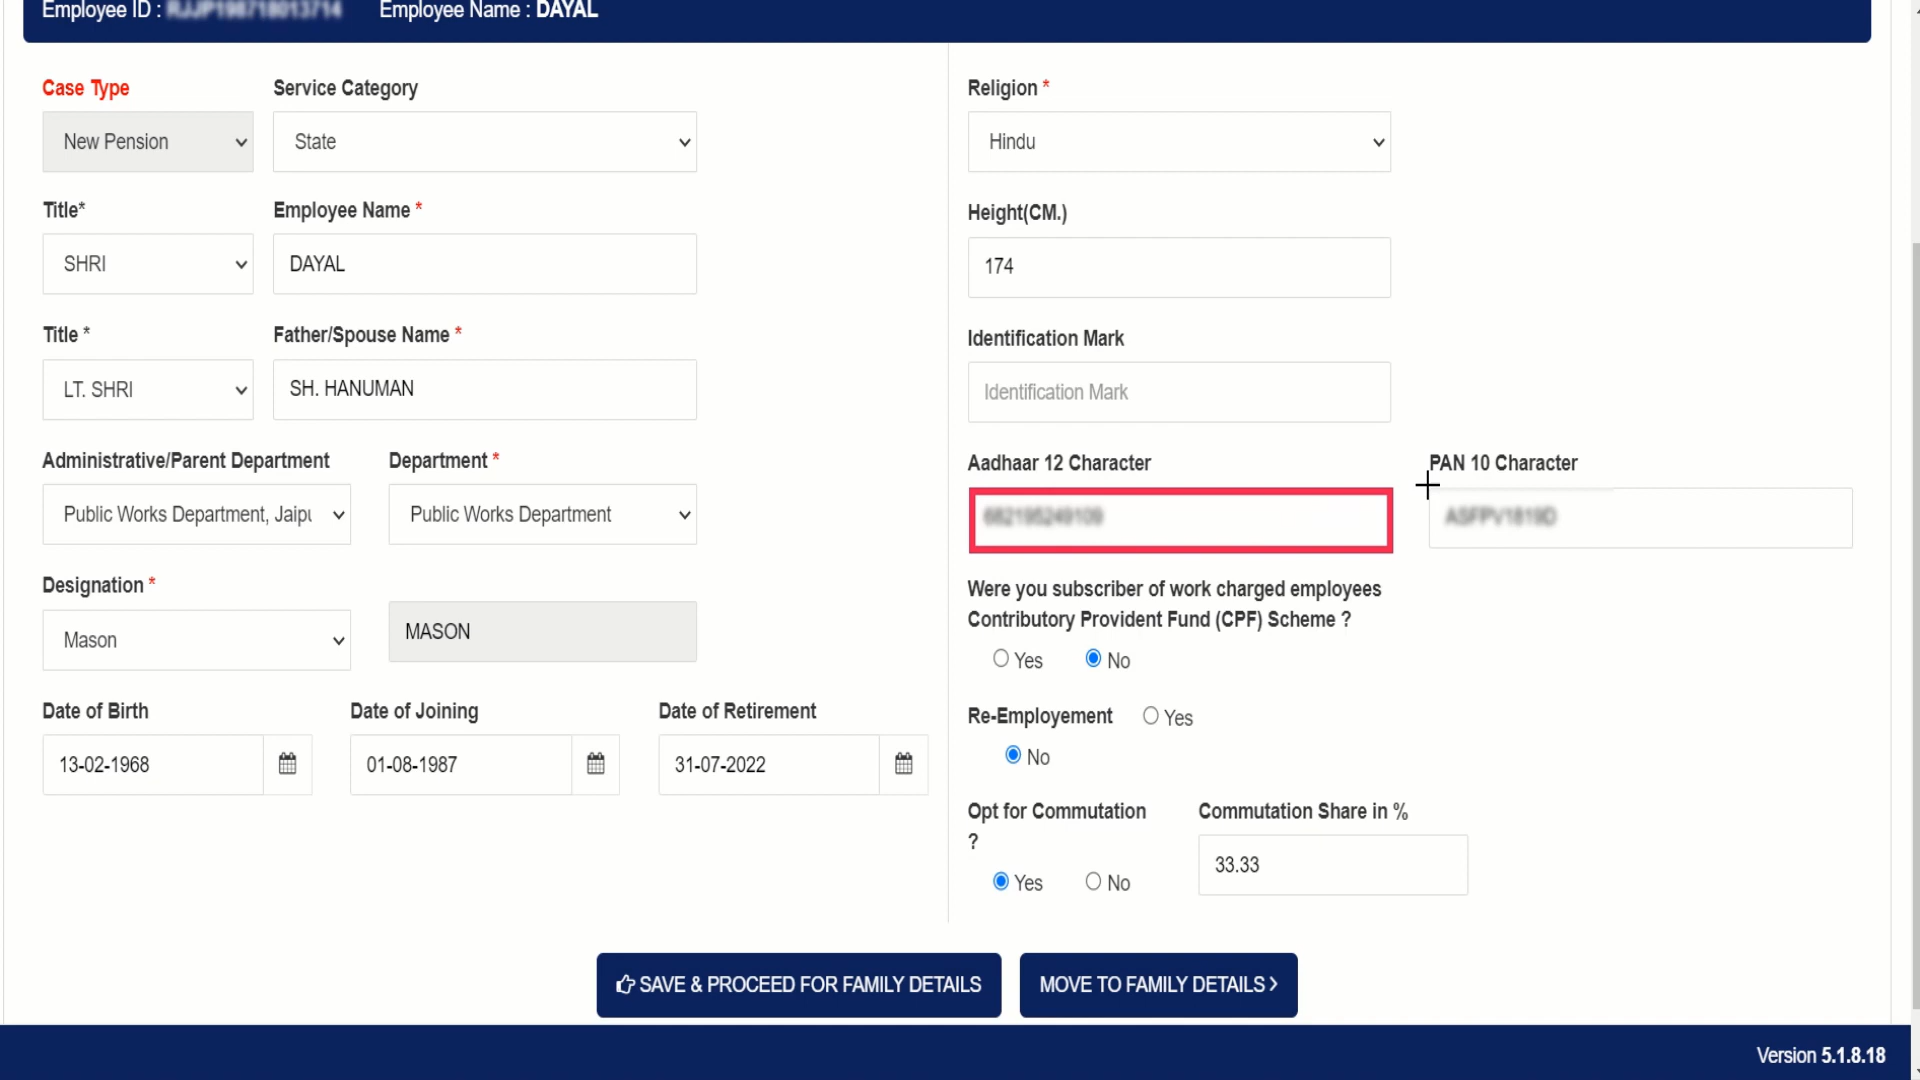 Employee ID : Employee Name : DAYAL
Case Type Service Category
New Pension State
Title* Employee Name *
SHRI DAYAL
Title * Father/Spouse Name *
LT. SHRI SH. HANUMAN
Administrative/Parent Department Department *
Public Works Department, Jaipu Public Works Department
Designation *
Mason MASON
Date of Birth Date of Joining Date of Retirement
13-02-1968 01-08-1987 31-07-2022
Religion *
Hindu
Height(CM.)
174
Identification Mark
Identification Mark
Aadhaar 12 Character PAN 10 Character
Were you subscriber of work charged employees
Contributory Provident Fund (CPF) Scheme ?
Yes No
Re-Employement Yes
No
Opt for Commutation Commutation Share in %
?
33.33
Yes No
SAVE & PROCEED FOR FAMILY DETAILS MOVE TO FAMILY DETAILS >
Version 5.1.8.18